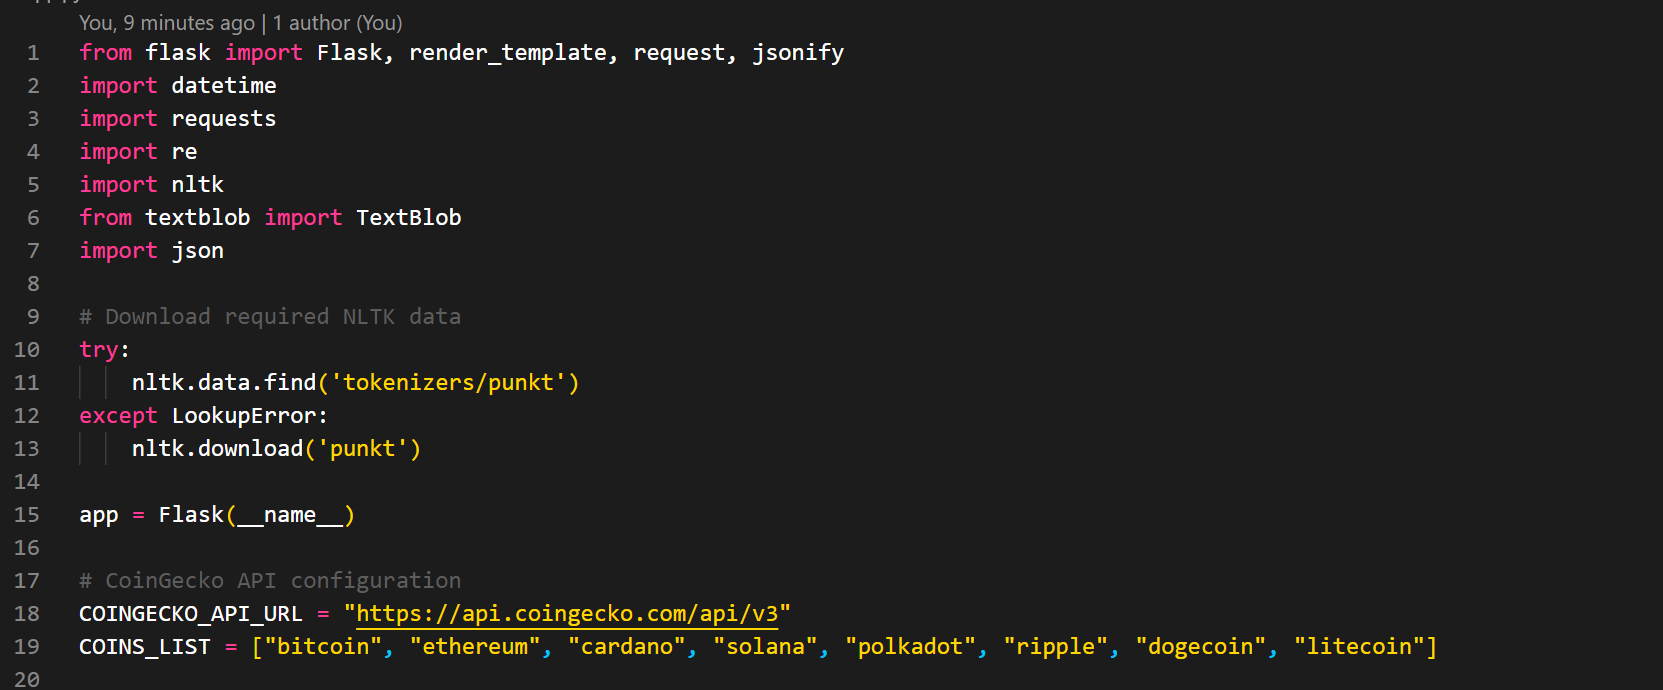 You, 9 minutes ago | 1 author (You)
1 from flask import Flask, render_template, request, jsonify
2 import datetime
3 import requests
4 import re
5 import nltk
6 from textblob import TextBlob
7 import json
8
9 # Download required NLTK data
10 try:
11     nltk.data.find('tokenizers/punkt')
12 except LookupError:
13     nltk.download('punkt')
14
15 app = Flask(__name__)
16
17 # CoinGecko API configuration
18 COINGECKO_API_URL = "https://api.coingecko.com/api/v3"
19 COINS_LIST = ["bitcoin", "ethereum", "cardano", "solana", "polkadot", "ripple", "dogecoin", "litecoin"]
20